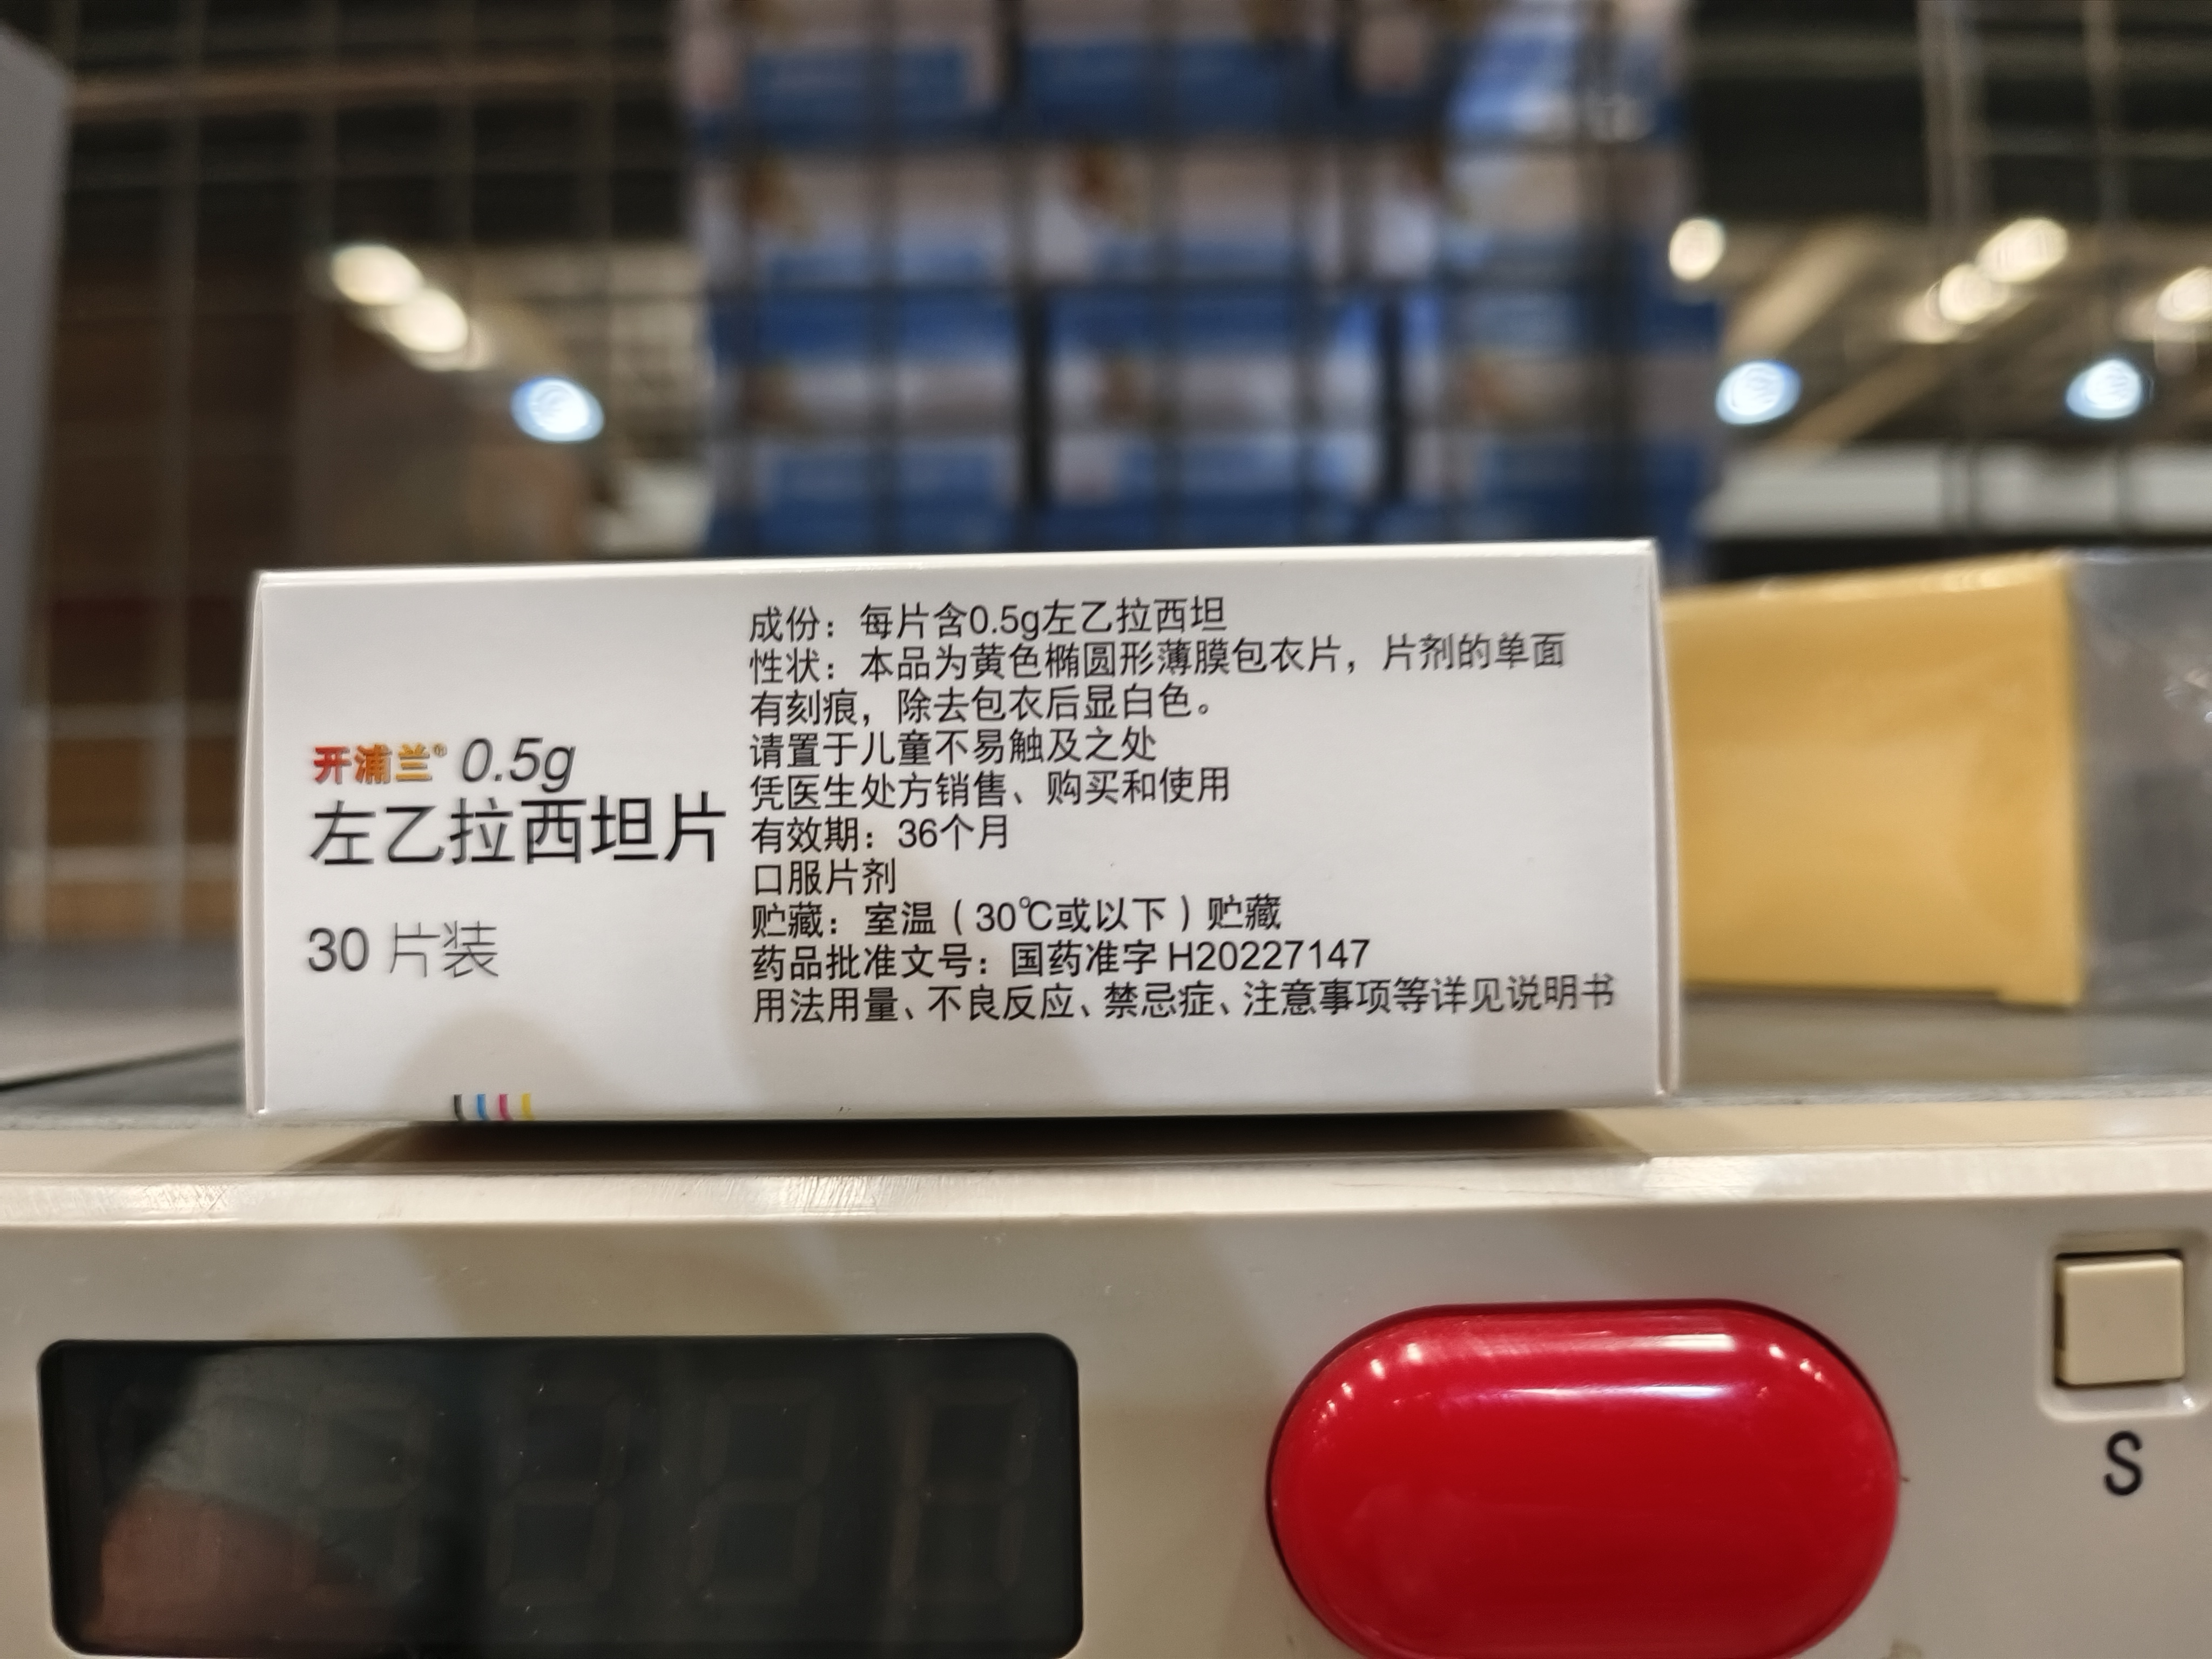 开浦兰® 0.5g
左乙拉西坦片
30 片装
成份：每片含0.5g左乙拉西坦
性状：本品为黄色椭圆形薄膜包衣片，片剂的单面
有刻痕，除去包衣后显白色。
请置于儿童不易触及之处
凭医生处方销售、购买和使用
有效期：36个月
口服片剂
贮藏：室温（30℃或以下）贮藏
药品批准文号：国药准字 H20227147
用法用量、不良反应、禁忌症、注意事项等详见说明书
S